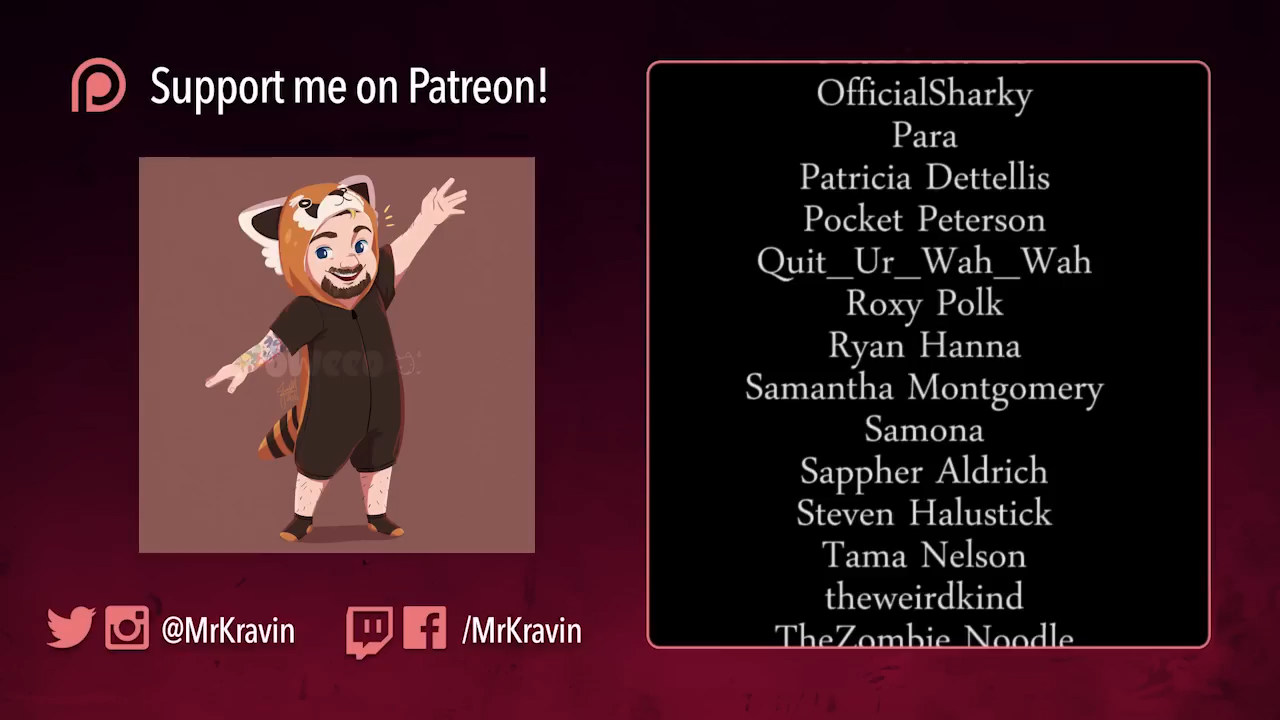 Support me on Patreon!
@MrKravin
/MrKravin
OfficialSharky
Para
Patricia Dettellis
Pocket Peterson
Quit_Ur_Wah_Wah
Roxy Polk
Ryan Hanna
Samantha Montgomery
Samona
Sappher Aldrich
Steven Halustick
Tama Nelson
theweirdkind
TheZombie Noodle